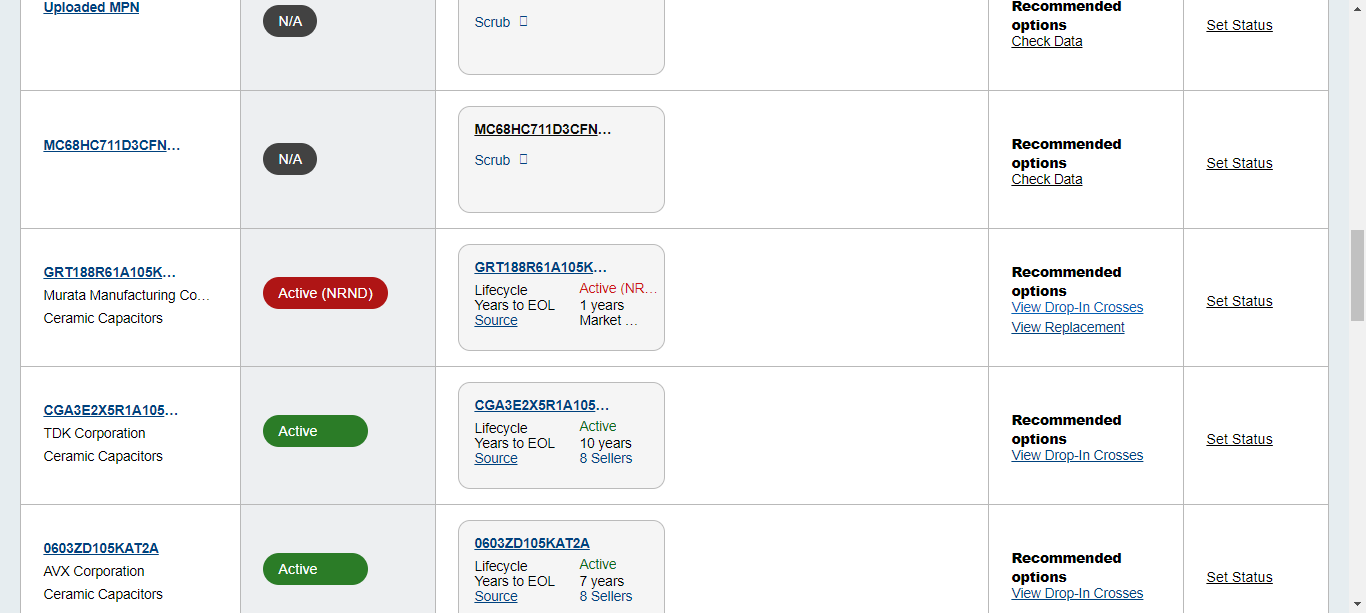 Uploaded MPN
N/A
Scrub
Recommended
options
Check Data
Set Status
MC68HC711D3CFN…
N/A
MC68HC711D3CFN…
Scrub
Recommended
options
Check Data
Set Status
GRT188R61A105K…
Murata Manufacturing Co…
Ceramic Capacitors
Active (NRND)
GRT188R61A105K…
Lifecycle Active (NR…
Years to EOL 1 years
Source Market …
Recommended
options
View Drop-In Crosses
View Replacement
Set Status
CGA3E2X5R1A105…
TDK Corporation
Ceramic Capacitors
Active
CGA3E2X5R1A105…
Lifecycle Active
Years to EOL 10 years
Source 8 Sellers
Recommended
options
View Drop-In Crosses
Set Status
0603ZD105KAT2A
AVX Corporation
Ceramic Capacitors
Active
0603ZD105KAT2A
Lifecycle Active
Years to EOL 7 years
Source 8 Sellers
Recommended
options
View Drop-In Crosses
Set Status